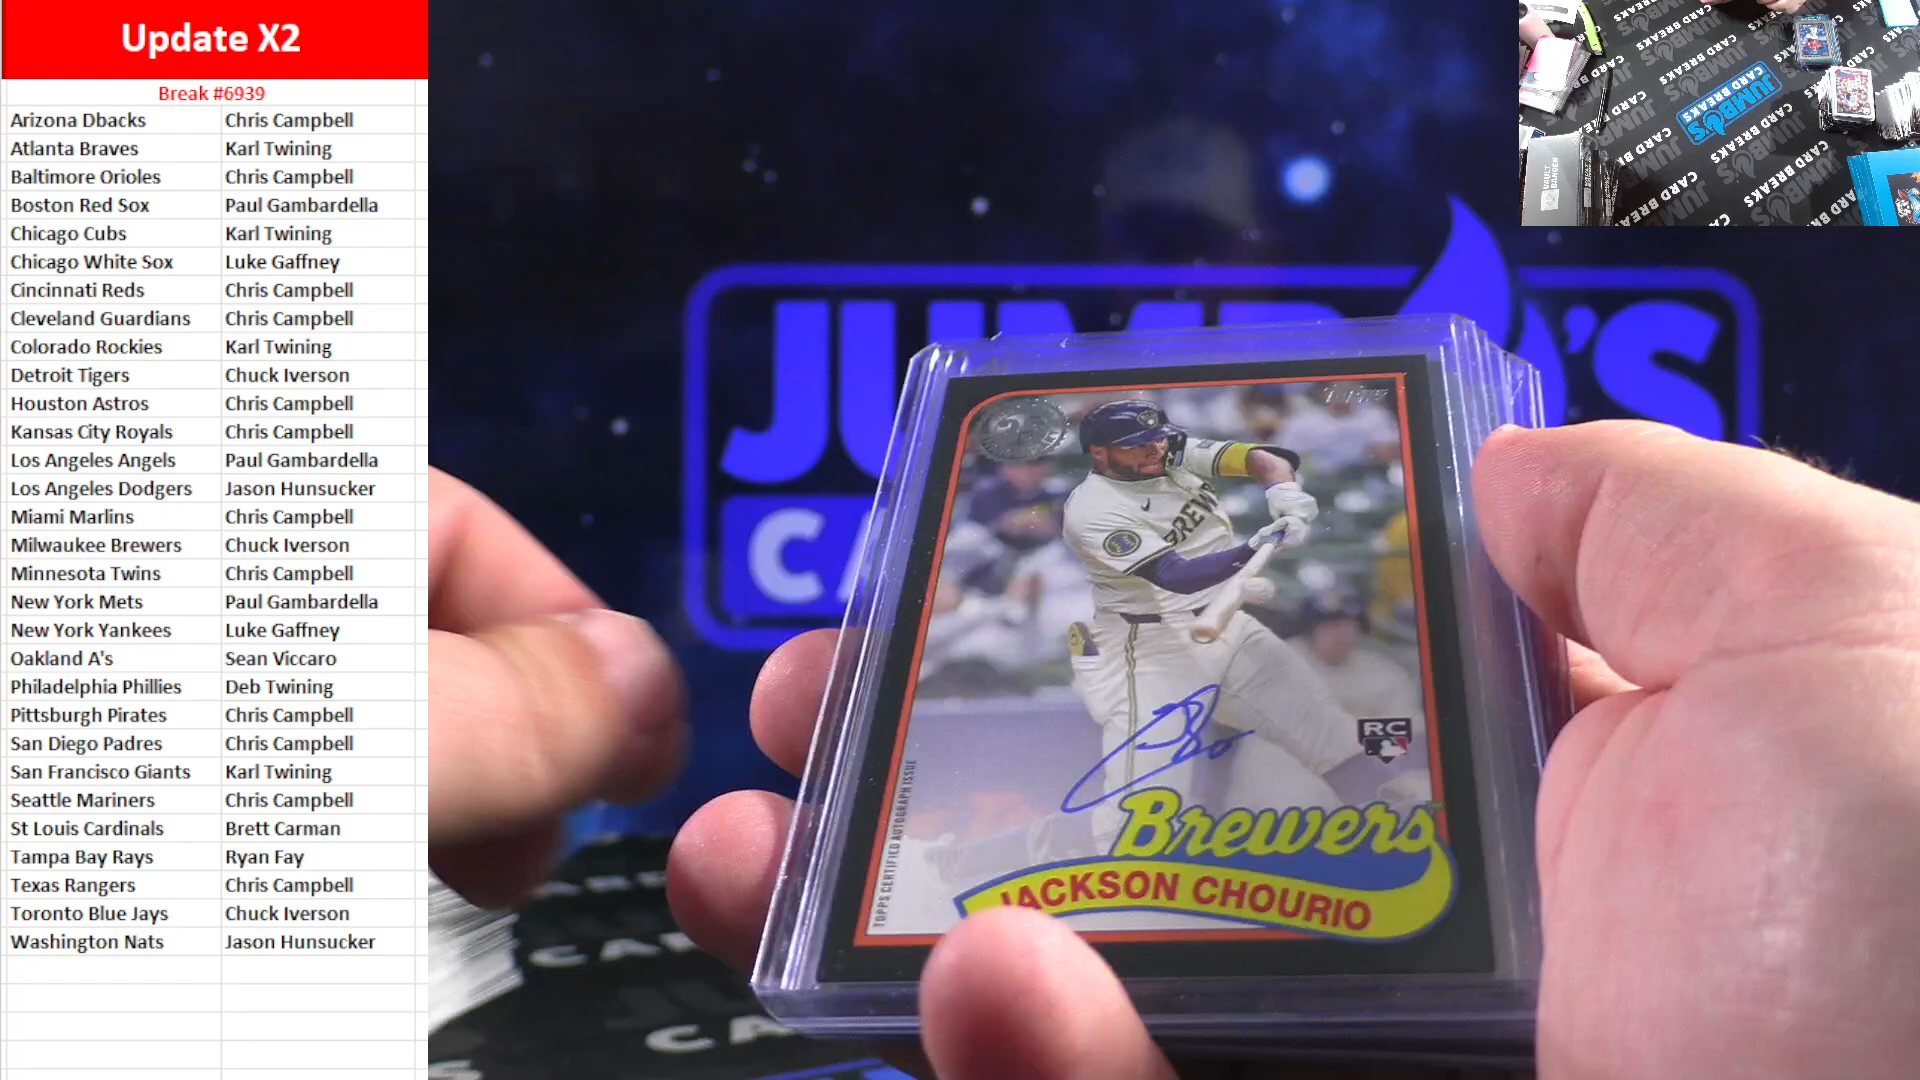 Update X2
Break #6939
Arizona Dbacks Chris Campbell
Atlanta Braves Karl Twining
Baltimore Orioles Chris Campbell
Boston Red Sox Paul Gambardella
Chicago Cubs Karl Twining
Chicago White Sox Luke Gaffney
Cincinnati Reds Chris Campbell
Cleveland Guardians Chris Campbell
Colorado Rockies Karl Twining
Detroit Tigers Chuck Iverson
Houston Astros Chris Campbell
Kansas City Royals Chris Campbell
Los Angeles Angels Paul Gambardella
Los Angeles Dodgers Jason Hunsucker
Miami Marlins Chris Campbell
Milwaukee Brewers Chuck Iverson
Minnesota Twins Chris Campbell
New York Mets Paul Gambardella
New York Yankees Luke Gaffney
Oakland A's Sean Viccaro
Philadelphia Phillies Deb Twining
Pittsburgh Pirates Chris Campbell
San Diego Padres Chris Campbell
San Francisco Giants Karl Twining
Seattle Mariners Chris Campbell
St Louis Cardinals Brett Carman
Tampa Bay Rays Ryan Fay
Texas Rangers Chris Campbell
Toronto Blue Jays Chuck Iverson
Washington Nats Jason Hunsucker
JUMBO'S
CARD BREAKS
BREW
RC
TOPPS CERTIFIED AUTOGRAPH ISSUE
Brewers
JACKSON CHOURIO